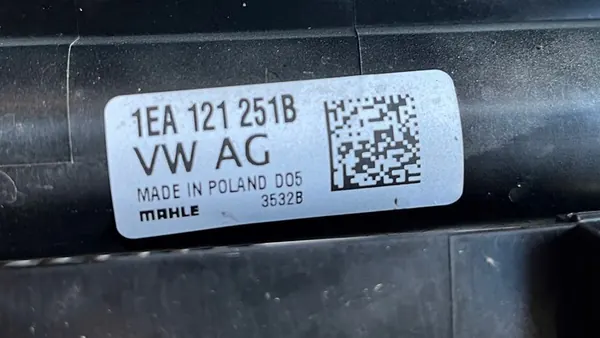 1EA 121 251B
VW AG
MADE IN POLAND D05
MAHLE 3532B